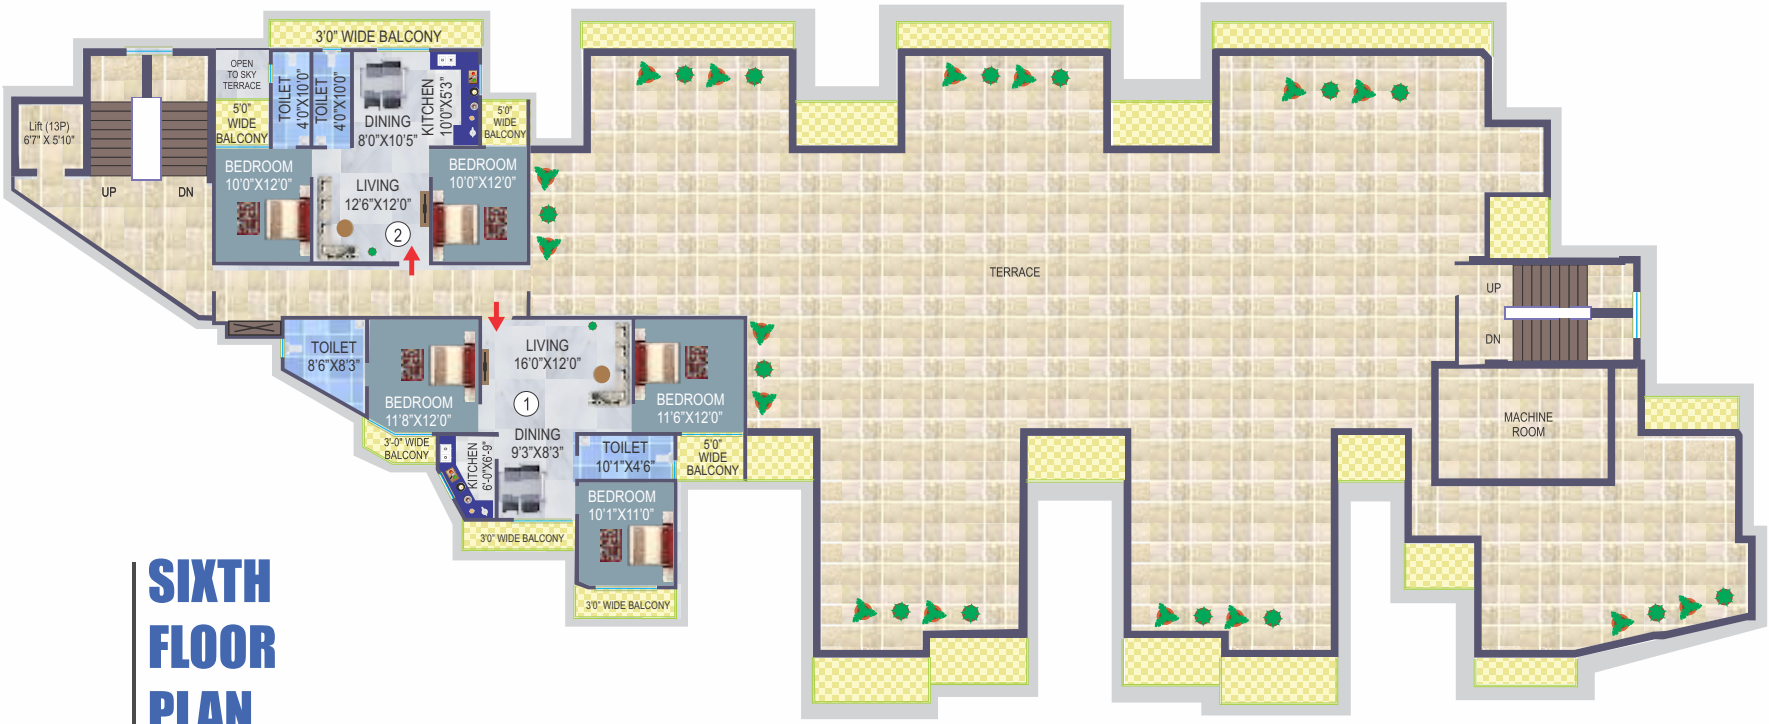 3'0" WIDE BALCONY
OPEN
TO SKY
TERRACE
TOILET
4'0"X10'0"
TOILET
4'0"X10'0"
KITCHEN
10'0"X5'3"
5'0"
WIDE
BALCONY
5'0"
WIDE
BALCONY
DINING
8'0"X10'5"
Lift (13P)
6'7" X 5'10"
UP
DN
BEDROOM
10'0"X12'0"
LIVING
12'6"X12'0"
BEDROOM
10'0"X12'0"
2
TERRACE
UP
DN
TOILET
8'6"X8'3"
LIVING
16'0"X12'0"
BEDROOM
11'8"X12'0"
1
BEDROOM
11'6"X12'0"
3'-0" WIDE
BALCONY
KITCHEN
6'-0"X6'-9"
DINING
9'3"X8'3"
TOILET
10'1"X4'6"
5'0"
WIDE
BALCONY
MACHINE
ROOM
BEDROOM
10'1"X11'0"
3'0" WIDE BALCONY
3'0" WIDE BALCONY
SIXTH
FLOOR
PLAN